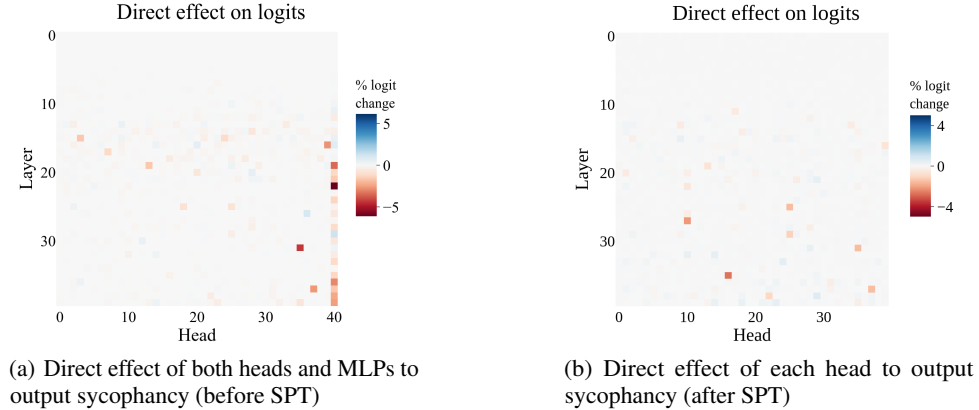 Direct effect on logits
0
10
20
30
Layer
0
10
20
30
40
Head
% logit
change
5
0
−5
(a) Direct effect of both heads and MLPs to
output sycophancy (before SPT)
Direct effect on logits
0
10
20
30
Layer
0
10
20
30
Head
% logit
change
4
0
−4
(b) Direct effect of each head to output
sycophancy (after SPT)